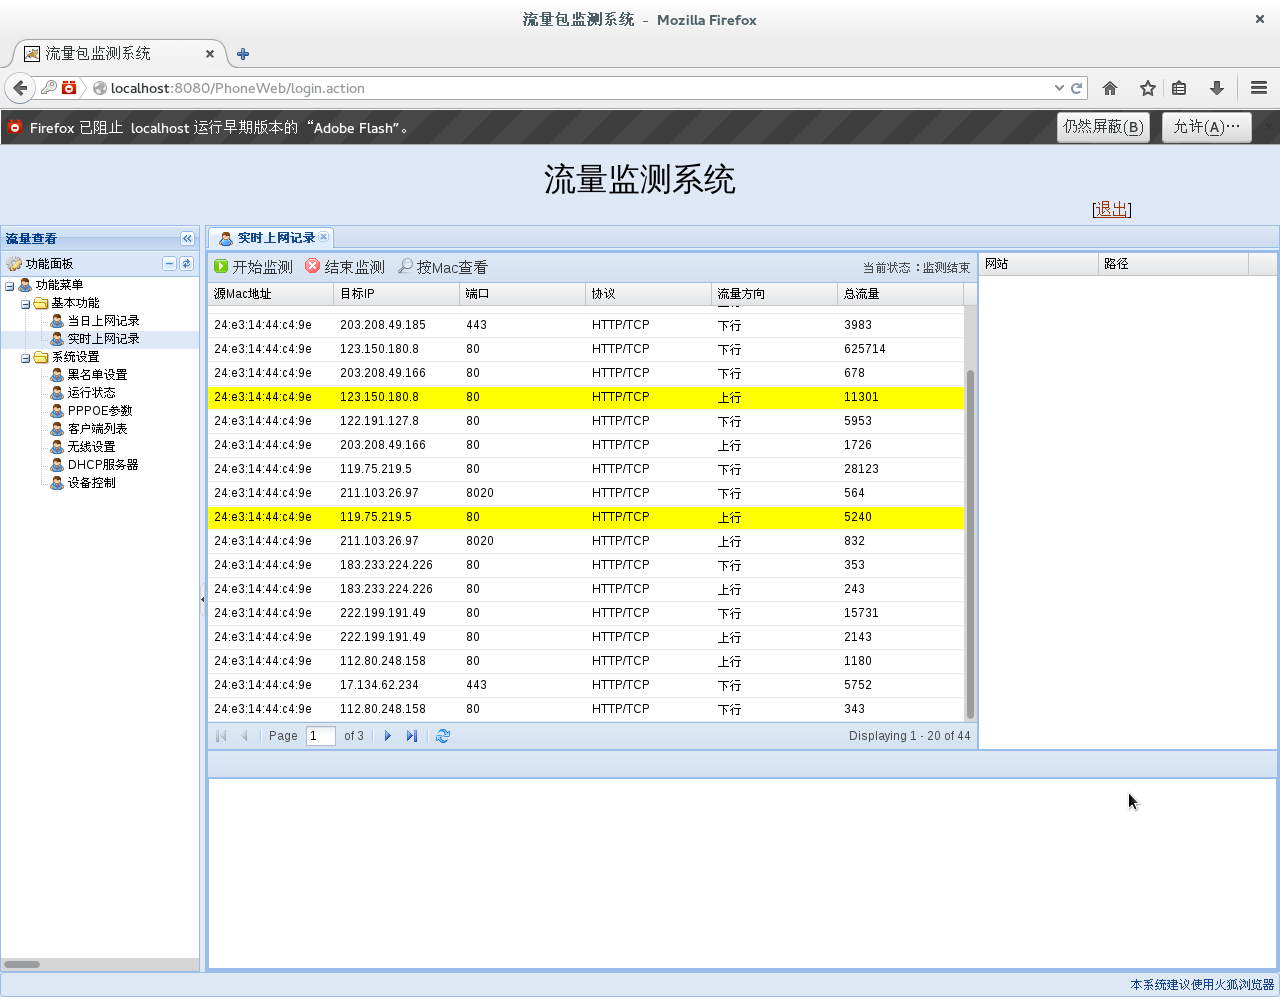 流量包监测系统 - Mozilla Firefox
流量包监测系统
localhost:8080/PhoneWeb/login.action
Firefox 已阻止 localhost 运行早期版本的“Adobe Flash”。 仍然屏蔽(B) 允许(A)…
流量监测系统
[退出]
流量查看
功能面板
功能菜单
基本功能
当日上网记录
实时上网记录
系统设置
黑名单设置
运行状态
PPPOE参数
客户端列表
无线设置
DHCP服务器
设备控制
实时上网记录
开始监测 结束监测 按Mac查看 当前状态：监测结束
源Mac地址 目标IP 端口 协议 流量方向 总流量
24:e3:14:44:c4:9e 203.208.49.185 443 HTTP/TCP 下行 3983
24:e3:14:44:c4:9e 123.150.180.8 80 HTTP/TCP 下行 625714
24:e3:14:44:c4:9e 203.208.49.166 80 HTTP/TCP 下行 678
24:e3:14:44:c4:9e 123.150.180.8 80 HTTP/TCP 上行 11301
24:e3:14:44:c4:9e 122.191.127.8 80 HTTP/TCP 下行 5953
24:e3:14:44:c4:9e 203.208.49.166 80 HTTP/TCP 上行 1726
24:e3:14:44:c4:9e 119.75.219.5 80 HTTP/TCP 下行 28123
24:e3:14:44:c4:9e 211.103.26.97 8020 HTTP/TCP 下行 564
24:e3:14:44:c4:9e 119.75.219.5 80 HTTP/TCP 上行 5240
24:e3:14:44:c4:9e 211.103.26.97 8020 HTTP/TCP 上行 832
24:e3:14:44:c4:9e 183.233.224.226 80 HTTP/TCP 下行 353
24:e3:14:44:c4:9e 183.233.224.226 80 HTTP/TCP 上行 243
24:e3:14:44:c4:9e 222.199.191.49 80 HTTP/TCP 下行 15731
24:e3:14:44:c4:9e 222.199.191.49 80 HTTP/TCP 上行 2143
24:e3:14:44:c4:9e 112.80.248.158 80 HTTP/TCP 上行 1180
24:e3:14:44:c4:9e 17.134.62.234 443 HTTP/TCP 下行 5752
24:e3:14:44:c4:9e 112.80.248.158 80 HTTP/TCP 下行 343
Page 1 of 3 Displaying 1 - 20 of 44
网站 路径
本系统建议使用火狐浏览器